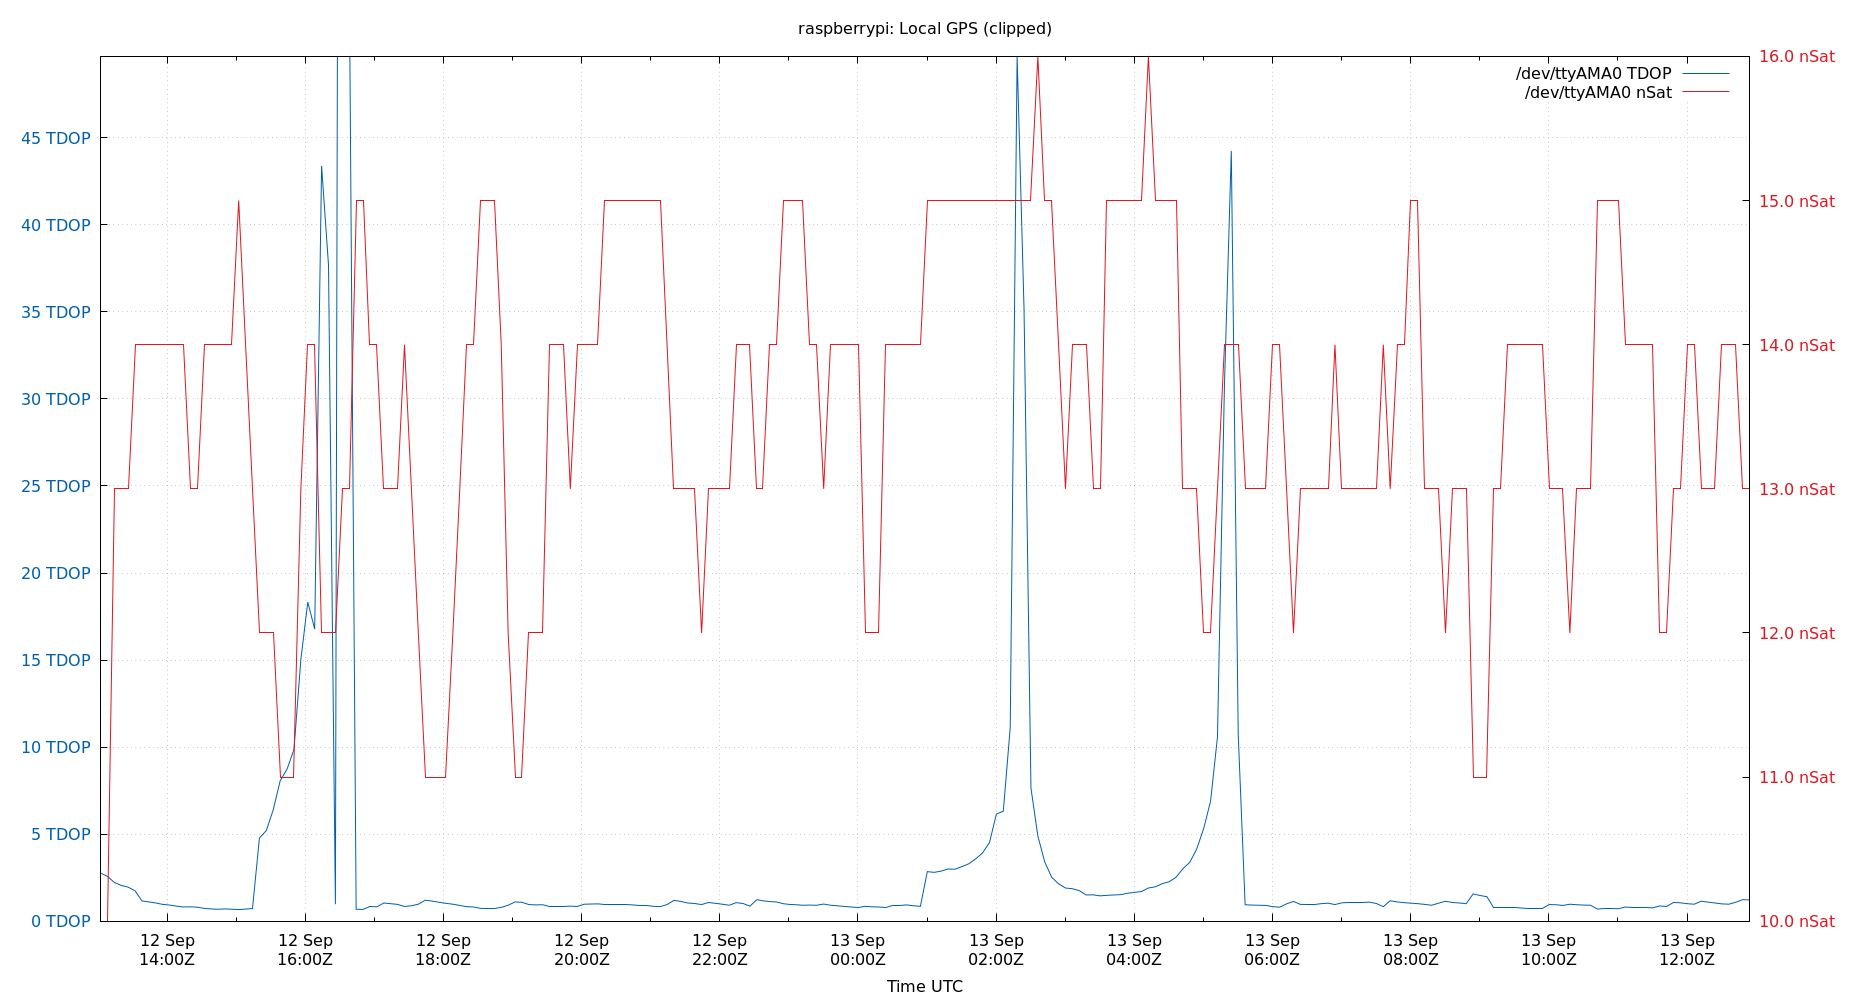 raspberrypi: Local GPS (clipped)
16.0 nSat
/dev/ttyAMA0 TDOP
/dev/ttyAMA0 nSat
45 TDOP
15.0 nSat
40 TDOP
35 TDOP
14.0 nSat
30 TDOP
25 TDOP
13.0 nSat
20 TDOP
12.0 nSat
15 TDOP
11.0 nSat
10 TDOP
5 TDOP
0 TDOP
10.0 nSat
12 Sep 12 Sep 12 Sep 12 Sep 12 Sep 13 Sep 13 Sep 13 Sep 13 Sep 13 Sep 13 Sep 13 Sep
14:00Z 16:00Z 18:00Z 20:00Z 22:00Z 00:00Z 02:00Z 04:00Z 06:00Z 08:00Z 10:00Z 12:00Z
Time UTC